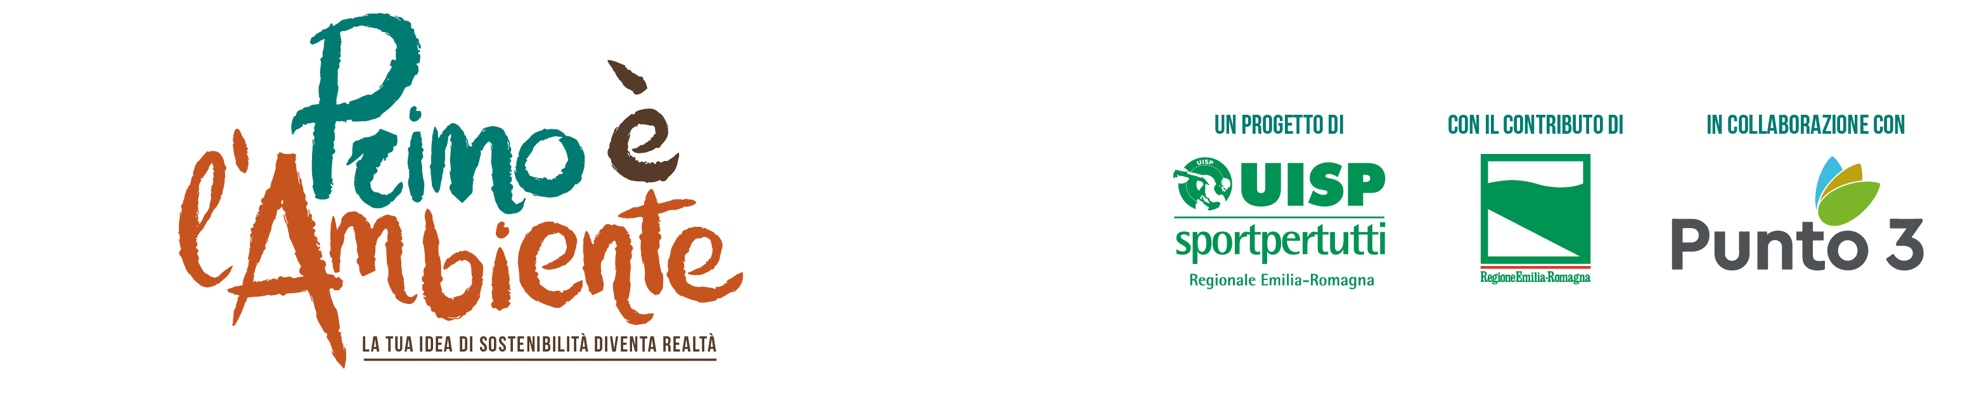 Primo è
l'Ambiente
LA TUA IDEA DI SOSTENIBILITÀ DIVENTA REALTÀ
UN PROGETTO DI
UISP
UISP
sportpertutti
Regionale Emilia-Romagna
CON IL CONTRIBUTO DI
RegioneEmilia-Romagna
IN COLLABORAZIONE CON
Punto 3